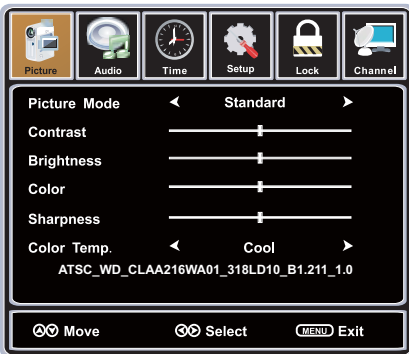 Picture Audio Time Setup Lock Channel
Picture Mode Standard
Contrast
Brightness
Color
Sharpness
Color Temp. Cool
ATSC_WD_CLAA216WA01_318LD10_B1.211_1.0
Move Select MENU Exit